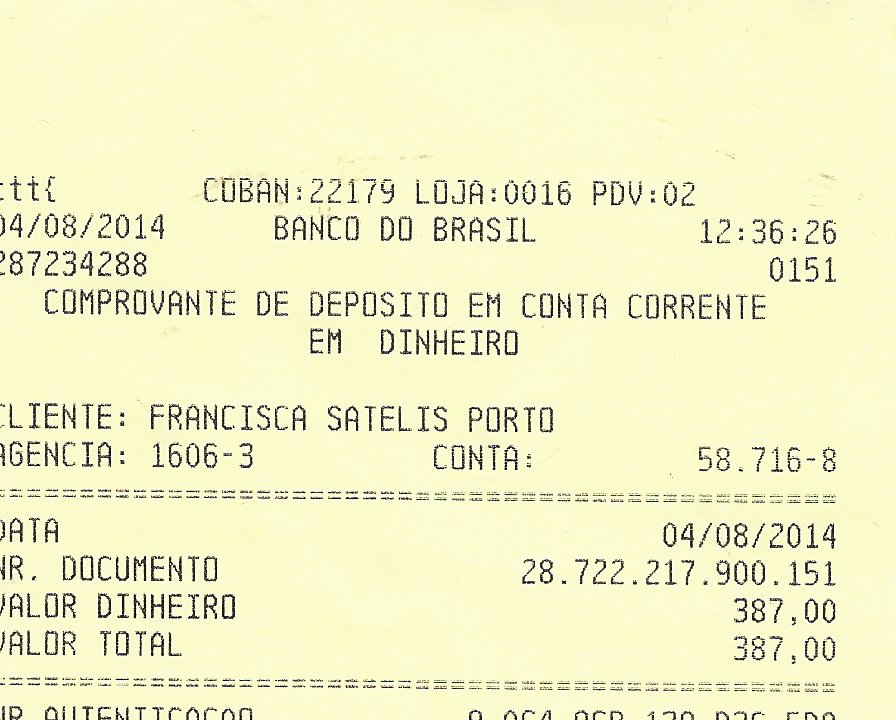 ttt{ COBAN:22179 LOJA:0016 PDV:02
04/08/2014 BANCO DO BRASIL 12:36:26
287234288 0151
COMPROVANTE DE DEPOSITO EM CONTA CORRENTE
EM DINHEIRO
CLIENTE: FRANCISCA SATELIS PORTO
AGENCIA: 1606-3 CONTA: 58.716-8
================================================
DATA 04/08/2014
NR. DOCUMENTO 28.722.217.900.151
VALOR DINHEIRO 387,00
VALOR TOTAL 387,00
================================================
NR AUTENTICACAO